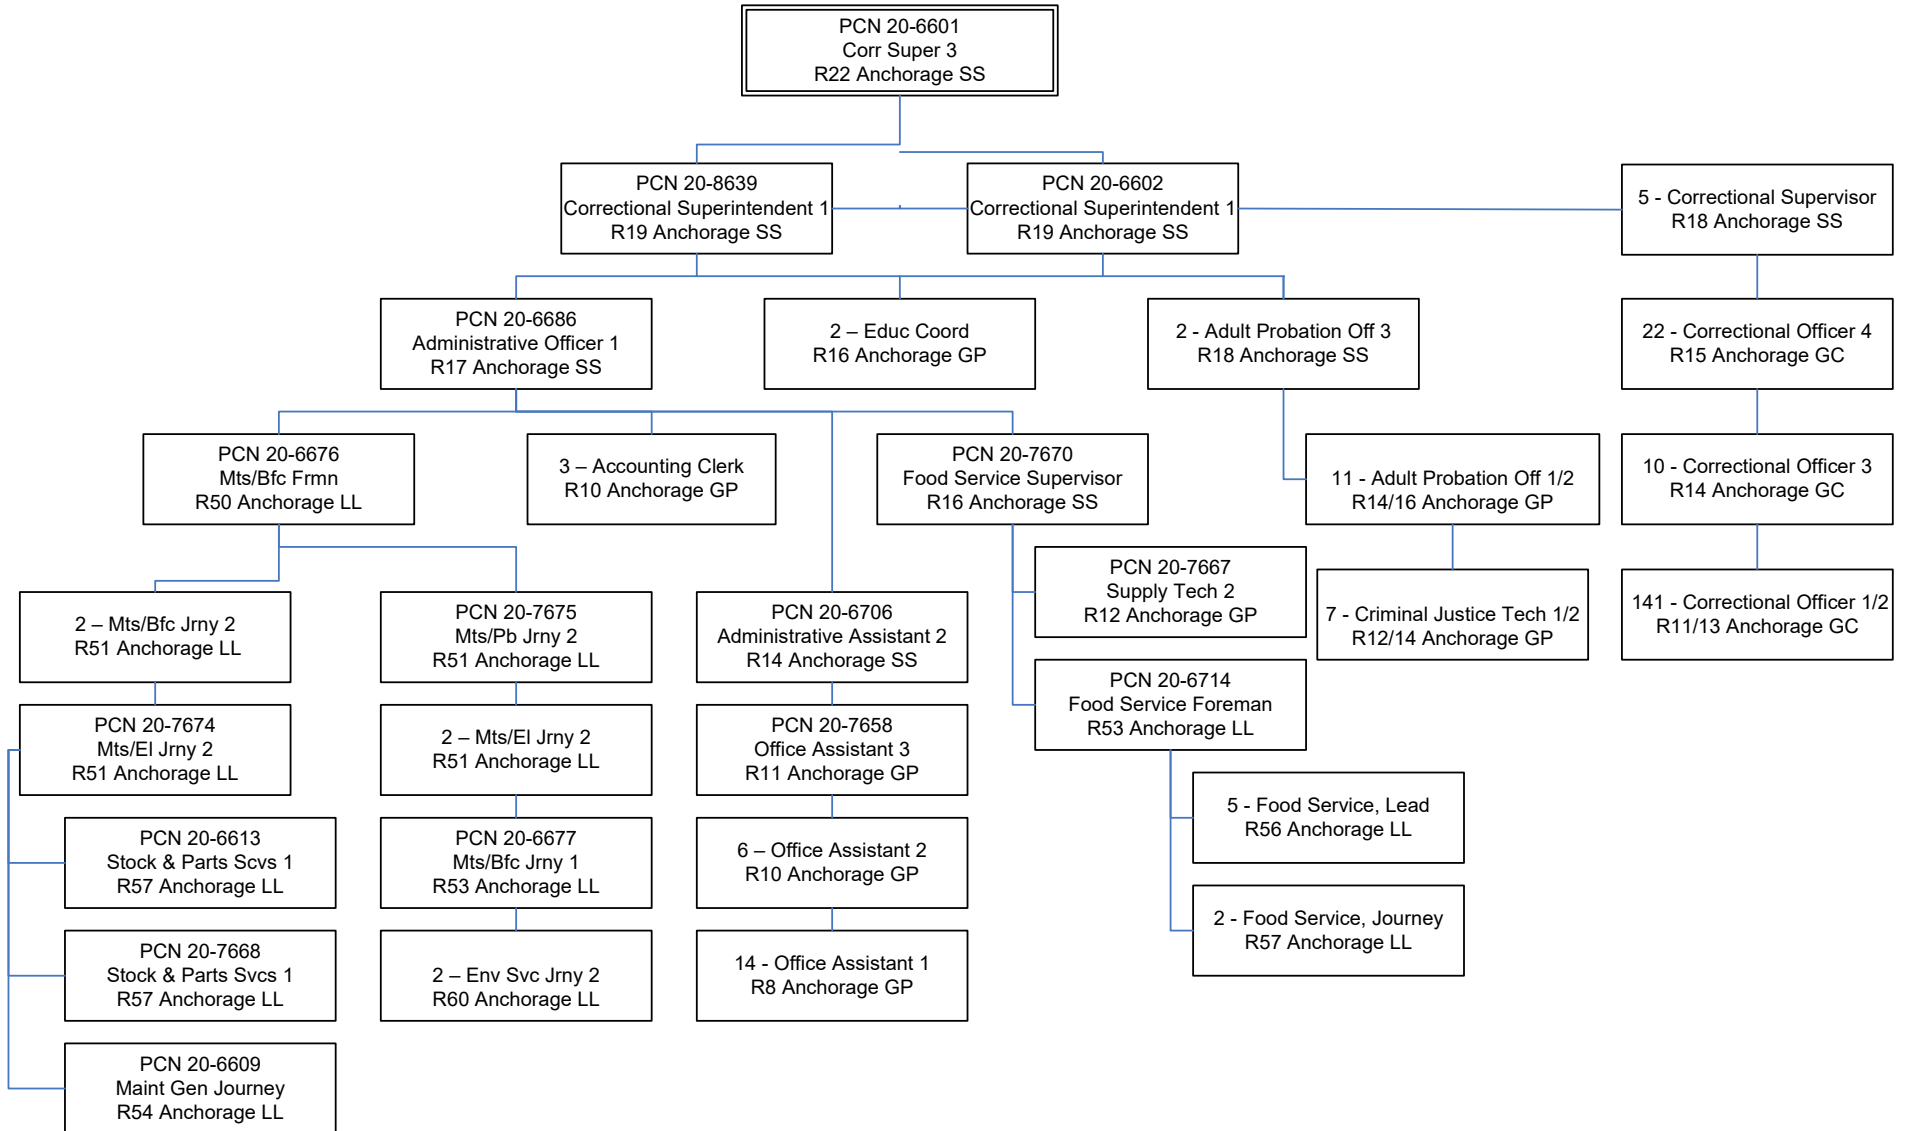 PCN 20-6601
Corr Super 3
R22 Anchorage SS
PCN 20-8639
Correctional Superintendent 1
R19 Anchorage SS
PCN 20-6602
Correctional Superintendent 1
R19 Anchorage SS
5 - Correctional Supervisor
R18 Anchorage SS
PCN 20-6686
Administrative Officer 1
R17 Anchorage SS
2 – Educ Coord
R16 Anchorage GP
2 - Adult Probation Off 3
R18 Anchorage SS
22 - Correctional Officer 4
R15 Anchorage GC
PCN 20-6676
Mts/Bfc Frmn
R50 Anchorage LL
3 – Accounting Clerk
R10 Anchorage GP
PCN 20-7670
Food Service Supervisor
R16 Anchorage SS
11 - Adult Probation Off 1/2
R14/16 Anchorage GP
10 - Correctional Officer 3
R14 Anchorage GC
PCN 20-7667
Supply Tech 2
R12 Anchorage GP
7 - Criminal Justice Tech 1/2
R12/14 Anchorage GP
141 - Correctional Officer 1/2
R11/13 Anchorage GC
2 – Mts/Bfc Jrny 2
R51 Anchorage LL
PCN 20-7675
Mts/Pb Jrny 2
R51 Anchorage LL
PCN 20-6706
Administrative Assistant 2
R14 Anchorage SS
PCN 20-6714
Food Service Foreman
R53 Anchorage LL
PCN 20-7674
Mts/El Jrny 2
R51 Anchorage LL
2 – Mts/El Jrny 2
R51 Anchorage LL
PCN 20-7658
Office Assistant 3
R11 Anchorage GP
5 - Food Service, Lead
R56 Anchorage LL
PCN 20-6613
Stock & Parts Scvs 1
R57 Anchorage LL
PCN 20-6677
Mts/Bfc Jrny 1
R53 Anchorage LL
6 – Office Assistant 2
R10 Anchorage GP
2 - Food Service, Journey
R57 Anchorage LL
PCN 20-7668
Stock & Parts Svcs 1
R57 Anchorage LL
2 – Env Svc Jrny 2
R60 Anchorage LL
14 - Office Assistant 1
R8 Anchorage GP
PCN 20-6609
Maint Gen Journey
R54 Anchorage LL